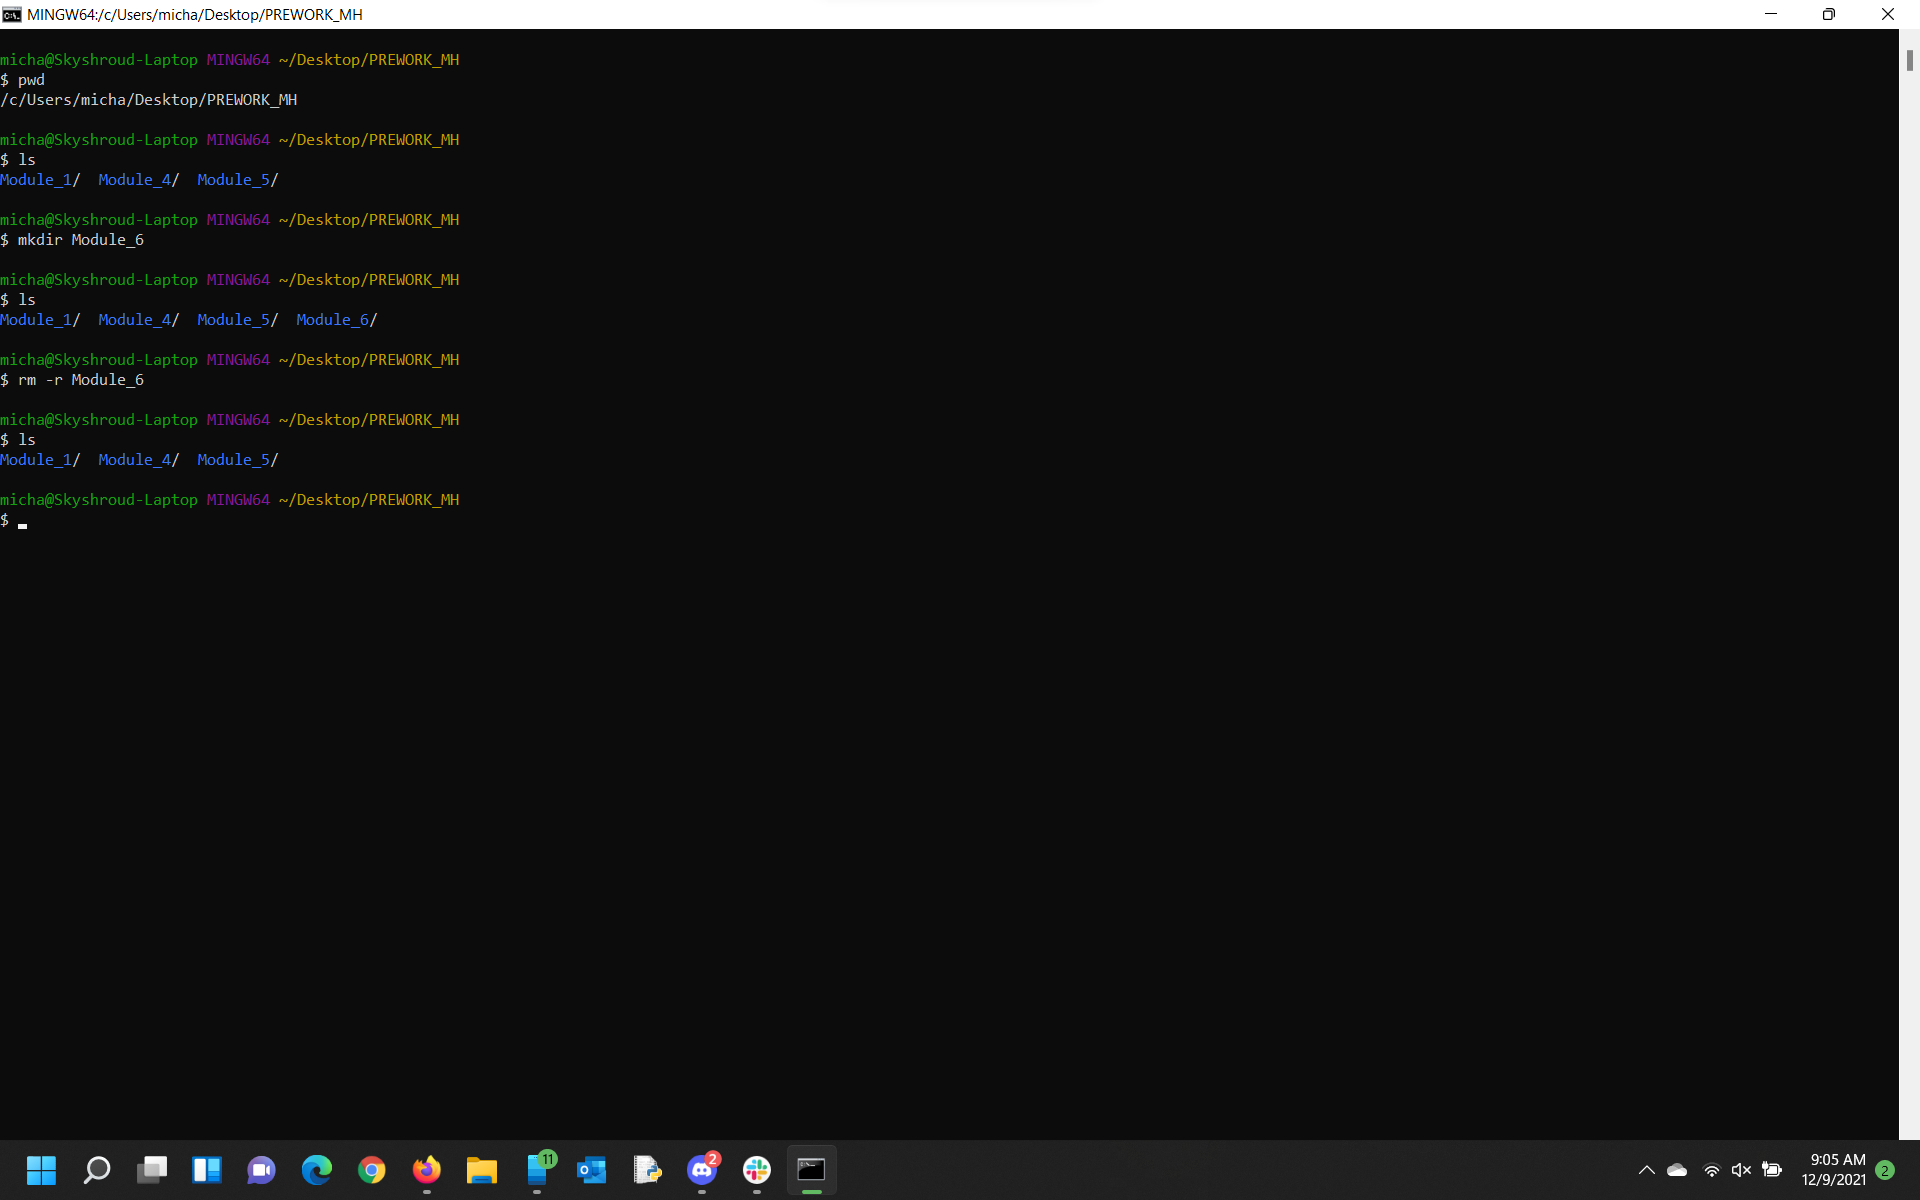 MINGW64:/c/Users/micha/Desktop/PREWORK_MH
micha@Skyshroud-Laptop MINGW64 ~/Desktop/PREWORK_MH
$ pwd
/c/Users/micha/Desktop/PREWORK_MH
micha@Skyshroud-Laptop MINGW64 ~/Desktop/PREWORK_MH
$ ls
Module_1/  Module_4/  Module_5/
micha@Skyshroud-Laptop MINGW64 ~/Desktop/PREWORK_MH
$ mkdir Module_6
micha@Skyshroud-Laptop MINGW64 ~/Desktop/PREWORK_MH
$ ls
Module_1/  Module_4/  Module_5/  Module_6/
micha@Skyshroud-Laptop MINGW64 ~/Desktop/PREWORK_MH
$ rm -r Module_6
micha@Skyshroud-Laptop MINGW64 ~/Desktop/PREWORK_MH
$ ls
Module_1/  Module_4/  Module_5/
micha@Skyshroud-Laptop MINGW64 ~/Desktop/PREWORK_MH
$
11
2
9:05 AM
12/9/2021
2